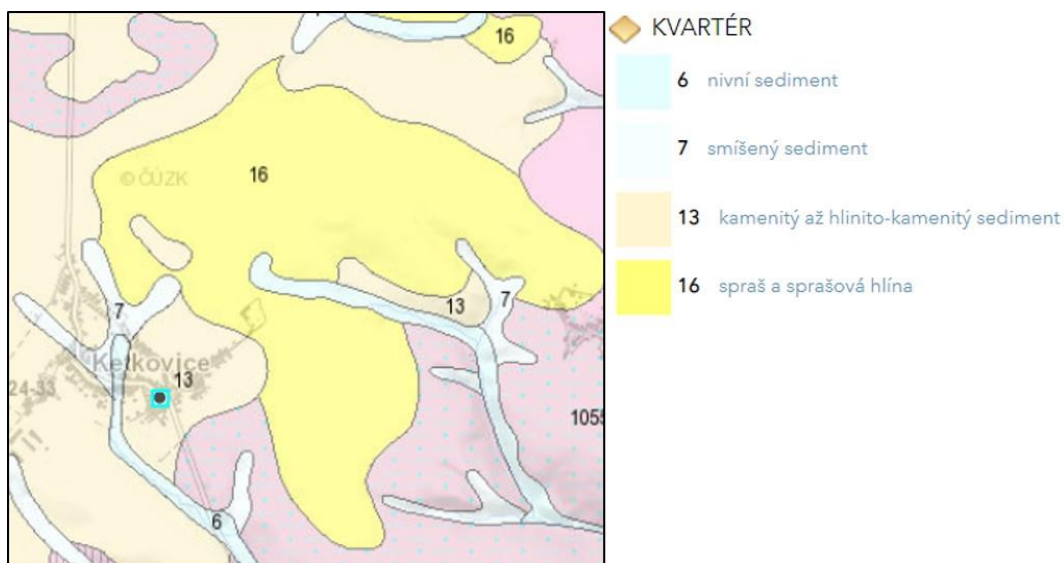 16
© ČÚZK
16
13
7
7
Ketkovice
13
24-33
1055
6
KVARTÉR
6 nivní sediment
7 smíšený sediment
13 kamenitý až hlinito-kamenitý sediment
16 spraš a sprašová hlína